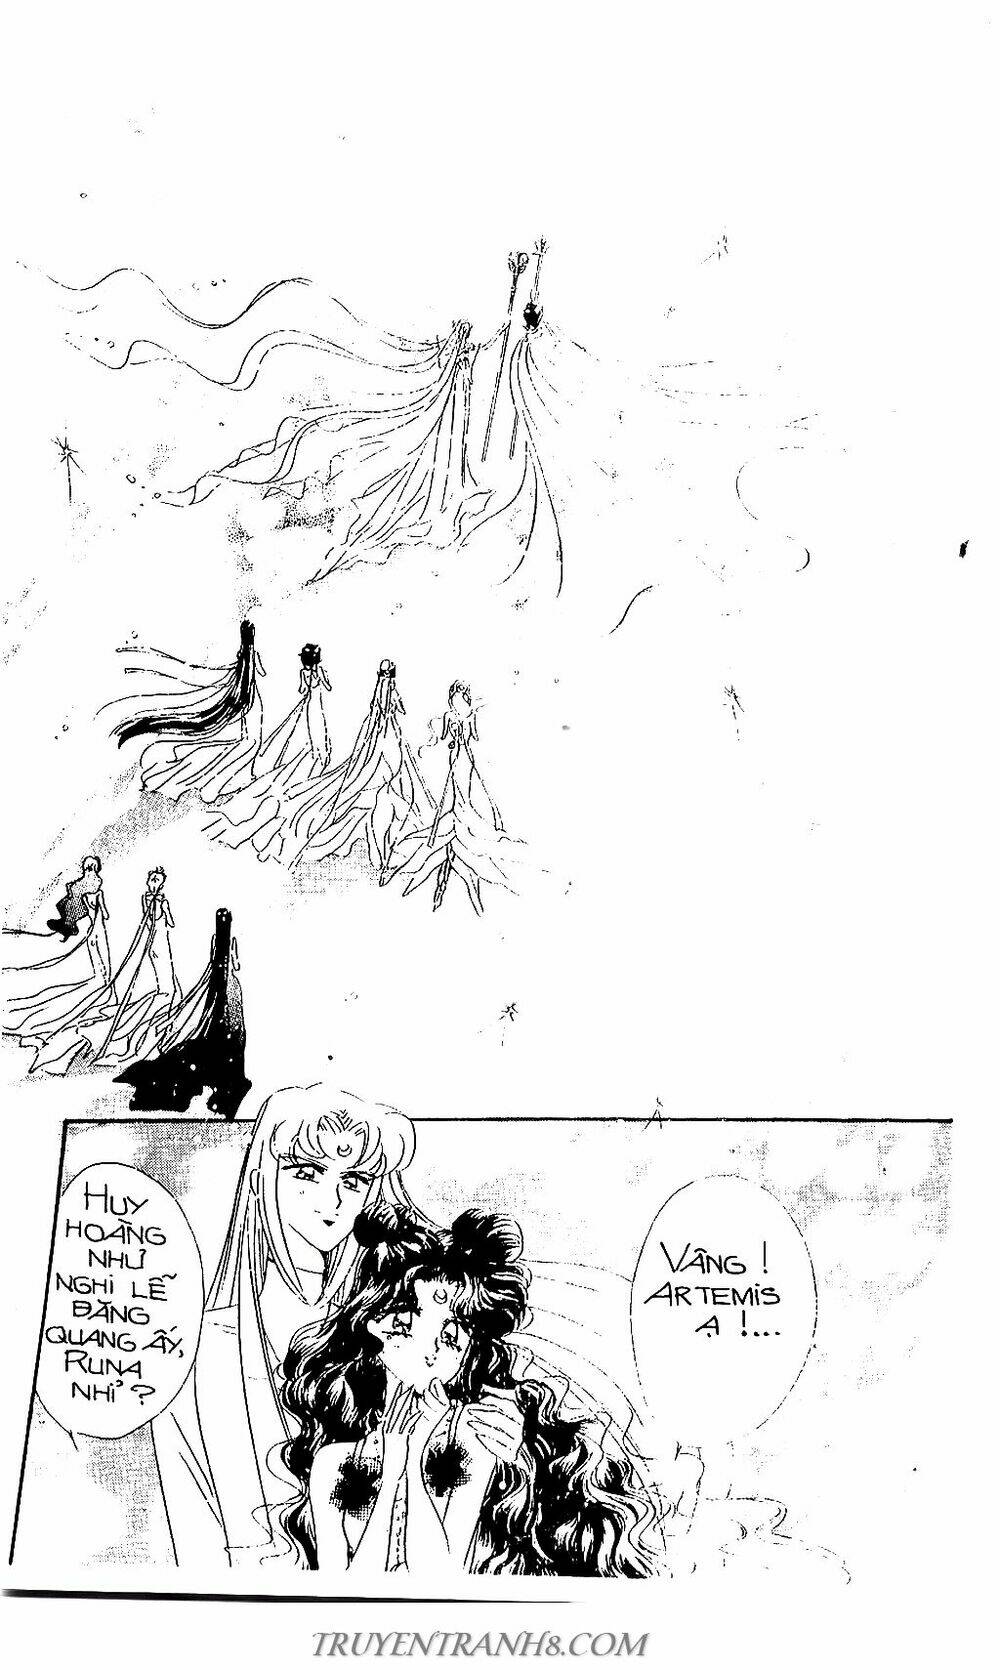 HUY
HOÀNG
NHƯ
NGHI LỄ
ĐĂNG
QUANG ẤY,
RUNA
NHỈ ?
VÂNG !
ARTEMIS
Ạ !...
TRUYENTRANH8.COM